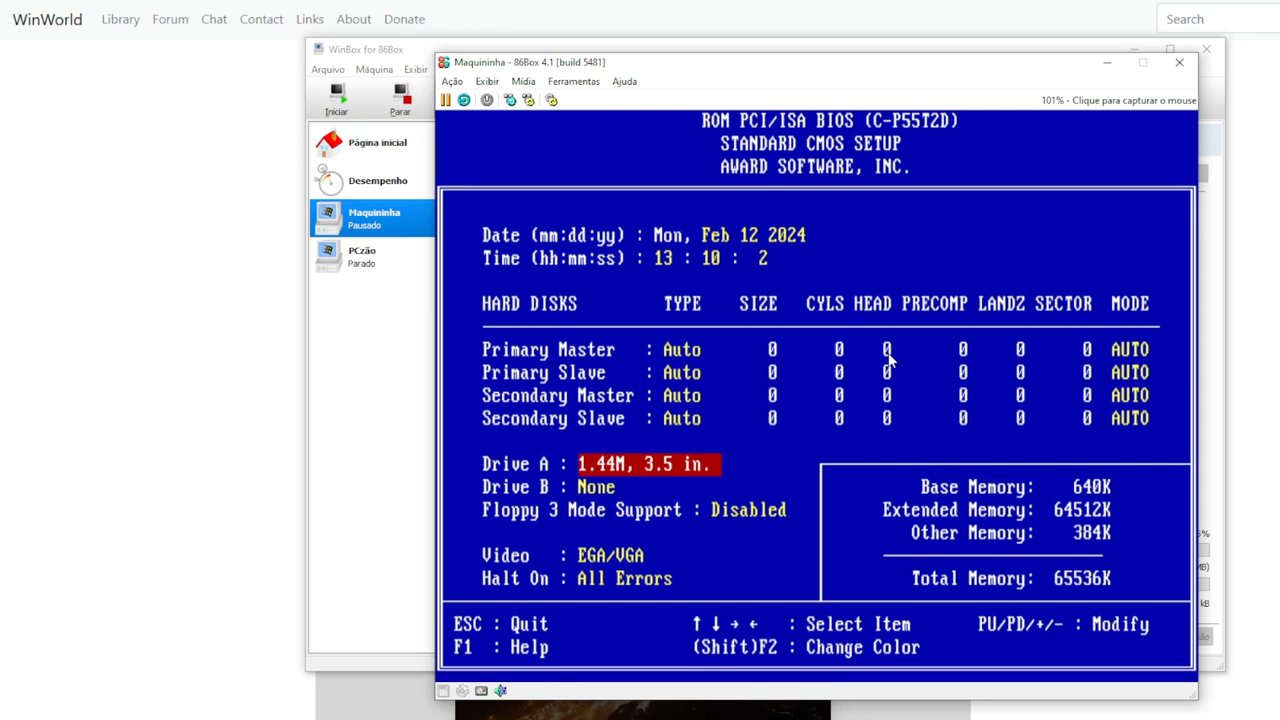 WinWorld Library Forum Chat Contact Links About Donate Search
WinBox for 86Box
Arquivo Máquina Exibir
Iniciar Parar
Página inicial
Desempenho
Maquininha
Pausado
PCzão
Parado
Maquininha - 86Box 4.1 [build 5481]
Ação Exibir Mídia Ferramentas Ajuda
101% - Clique para capturar o mouse
ROM PCI/ISA BIOS (C-P55T2D)
STANDARD CMOS SETUP
AWARD SOFTWARE, INC.
Date (mm:dd:yy) : Mon, Feb 12 2024
Time (hh:mm:ss) : 13 : 10 : 2
HARD DISKS TYPE SIZE CYLS HEAD PRECOMP LANDZ SECTOR MODE
Primary Master : Auto 0 0 0 0 0 0 AUTO
Primary Slave : Auto 0 0 0 0 0 0 AUTO
Secondary Master : Auto 0 0 0 0 0 0 AUTO
Secondary Slave : Auto 0 0 0 0 0 0 AUTO
Drive A : 1.44M, 3.5 in.
Drive B : None
Floppy 3 Mode Support : Disabled
Video : EGA/VGA
Halt On : All Errors
Base Memory: 640K
Extended Memory: 64512K
Other Memory: 384K
Total Memory: 65536K
ESC : Quit ↑ ↓ → ← : Select Item PU/PD/+/- : Modify
F1 : Help (Shift)F2 : Change Color